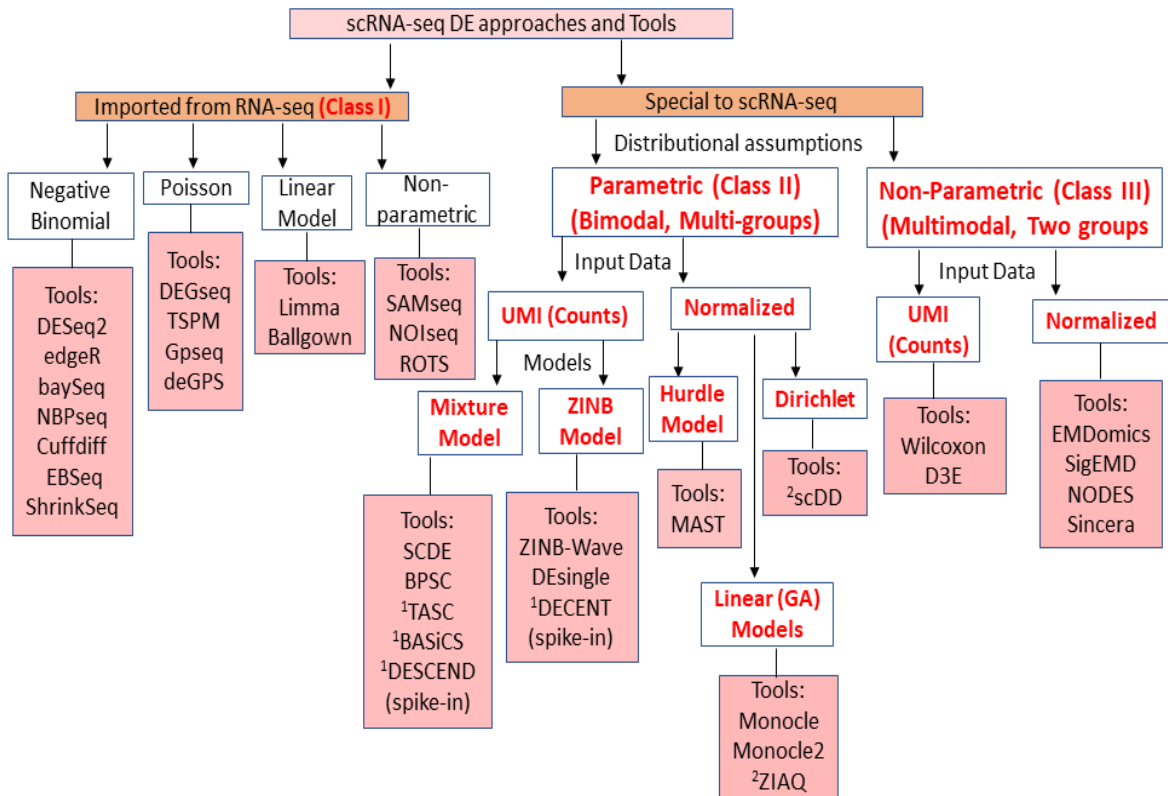 scRNA-seq DE approaches and Tools
Imported from RNA-seq (Class I)
Special to scRNA-seq
Distributional assumptions
Negative
Binomial
Poisson
Linear
Model
Non-
parametric
Parametric (Class II)
(Bimodal, Multi-groups)
Non-Parametric (Class III)
(Multimodal, Two groups
Tools:
DESeq2
edgeR
baySeq
NBPseq
Cuffdiff
EBSeq
ShrinkSeq
Tools:
DEGseq
TSPM
Gpseq
deGPS
Tools:
Limma
Ballgown
Tools:
SAMseq
NOIseq
ROTS
Input Data
UMI (Counts)
Normalized
Models
Mixture
Model
ZINB
Model
Hurdle
Model
Dirichlet
Tools:
SCDE
BPSC
¹TASC
¹BASiCS
¹DESCEND
(spike-in)
Tools:
ZINB-Wave
DEsingle
¹DECENT
(spike-in)
Tools:
MAST
Tools:
²scDD
Linear (GA)
Models
Tools:
Monocle
Monocle2
²ZIAQ
Input Data
UMI
(Counts)
Normalized
Tools:
Wilcoxon
D3E
Tools:
EMDomics
SigEMD
NODES
Sincera